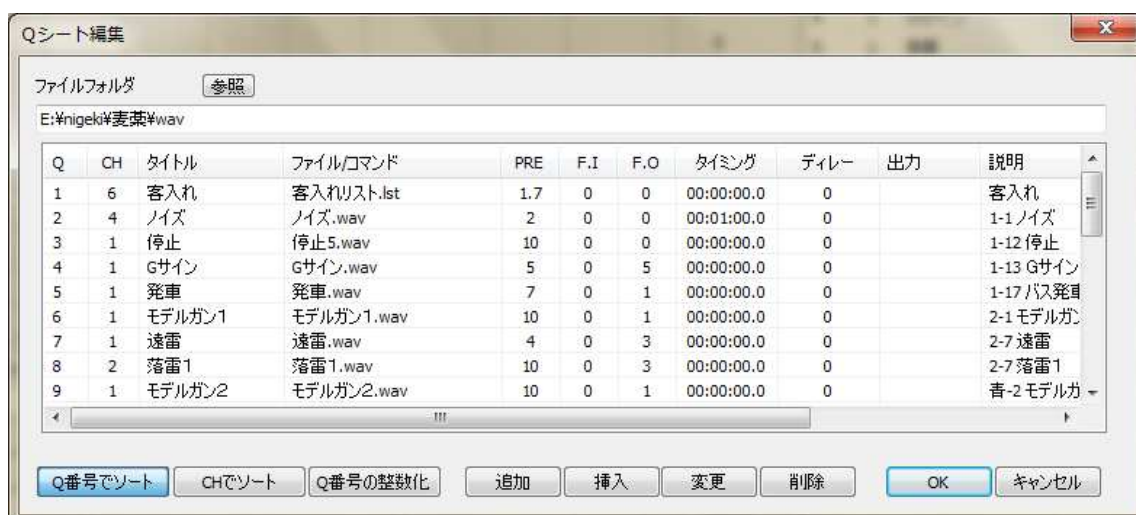 Qシート編集
ファイルフォルダ 参照
E:¥nigeki¥麦菜¥wav
Q CH タイトル ファイル/コマンド PRE F.I F.O タイミング ディレー 出力 説明
1 6 客入れ 客入れリスト.lst 1.7 0 0 00:00:00.0 0 客入れ
2 4 ノイズ ノイズ.wav 2 0 0 00:01:00.0 0 1-1 ノイズ
3 1 停止 停止5.wav 10 0 0 00:00:00.0 0 1-12 停止
4 1 Gサイン Gサイン.wav 5 0 5 00:00:00.0 0 1-13 Gサイン
5 1 発車 発車.wav 7 0 1 00:00:00.0 0 1-17 バス発車
6 1 モデルガン1 モデルガン1.wav 10 0 1 00:00:00.0 0 2-1 モデルガン
7 1 遠雷 遠雷.wav 4 0 3 00:00:00.0 0 2-7 遠雷
8 2 落雷1 落雷1.wav 10 0 3 00:00:00.0 0 2-7 落雷1
9 1 モデルガン2 モデルガン2.wav 10 0 1 00:00:00.0 0 青-2 モデルガ
Q番号でソート CHでソート Q番号の整数化 追加 挿入 変更 削除 OK キャンセル